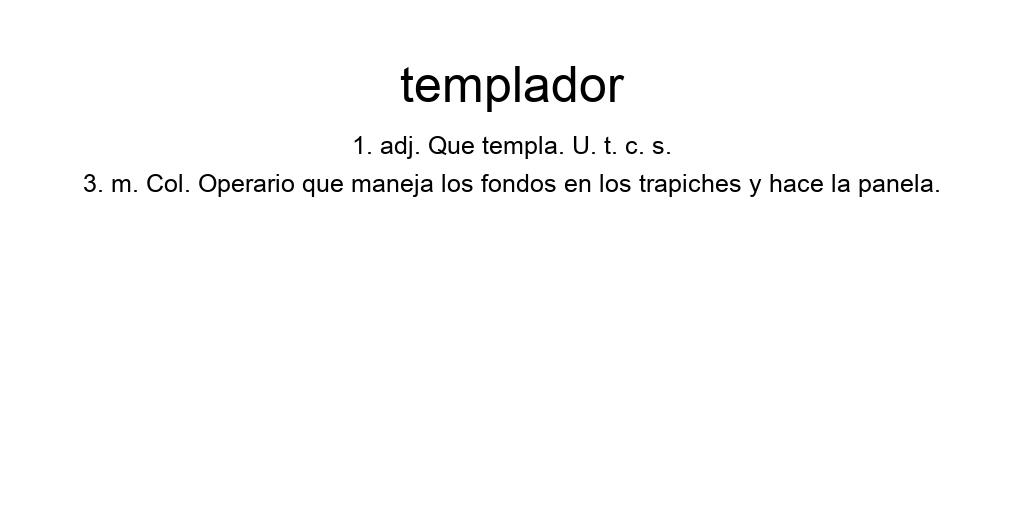 templador
1. adj. Que templa. U. t. c. s.
3. m. Col. Operario que maneja los fondos en los trapiches y hace la panela.